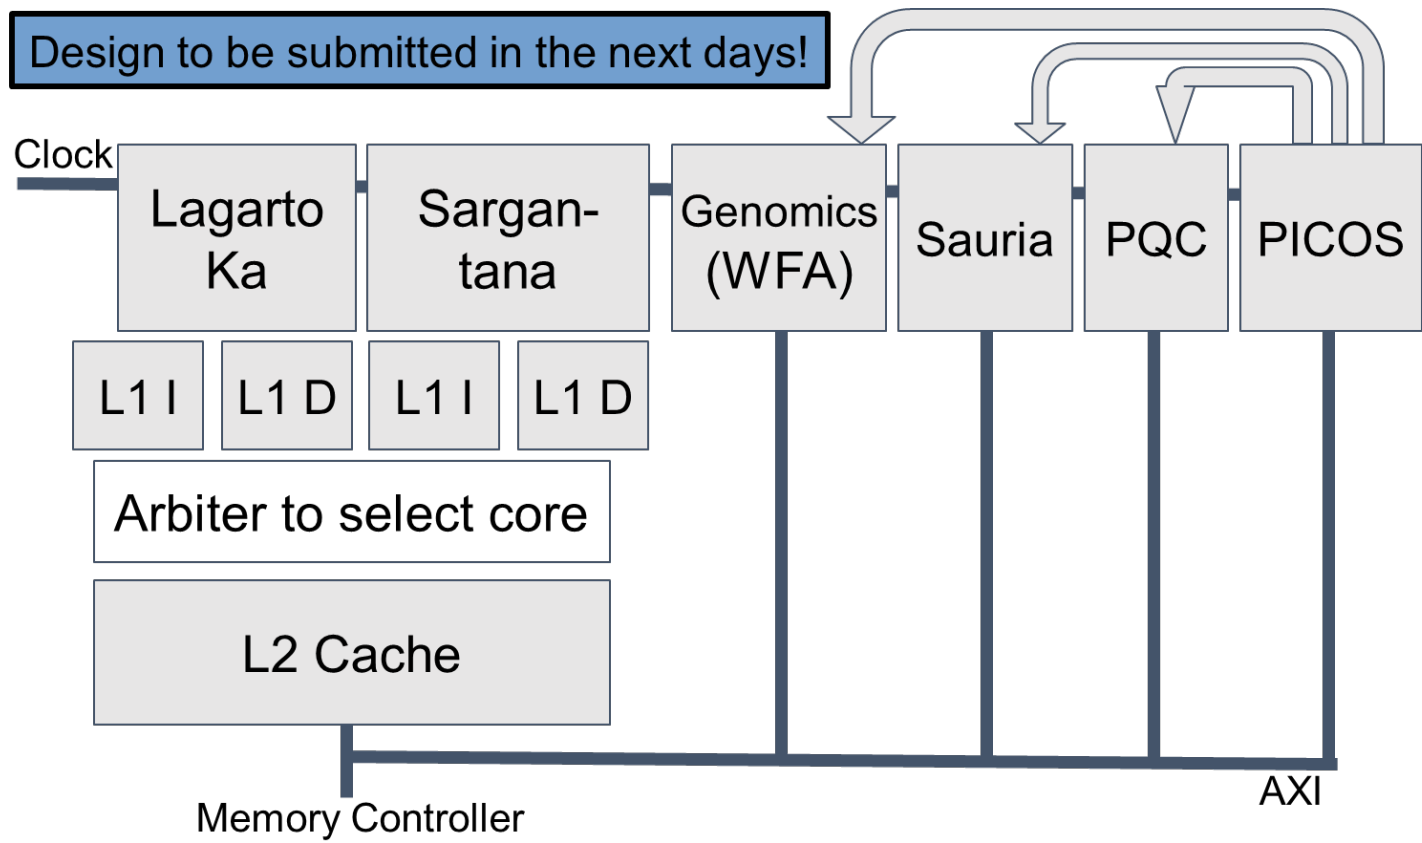 Design to be submitted in the next days!
Clock
Lagarto
Ka
Sargan-
tana
Genomics
(WFA)
Sauria
PQC
PICOS
L1 I
L1 D
L1 I
L1 D
Arbiter to select core
L2 Cache
AXI
Memory Controller